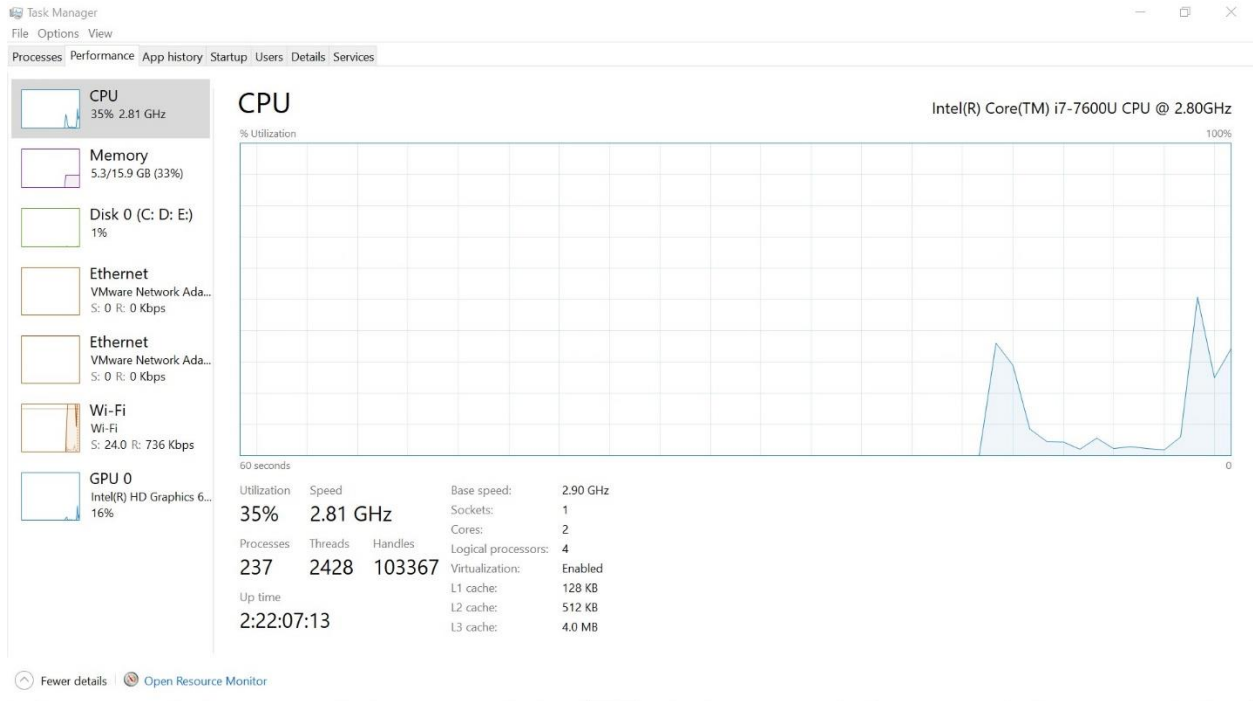 Task Manager
File Options View
Processes Performance App history Startup Users Details Services
CPU
35% 2.81 GHz
Memory
5.3/15.9 GB (33%)
Disk 0 (C: D: E:)
1%
Ethernet
VMware Network Ada...
S: 0 R: 0 Kbps
Ethernet
VMware Network Ada...
S: 0 R: 0 Kbps
Wi-Fi
Wi-Fi
S: 24.0 R: 736 Kbps
GPU 0
Intel(R) HD Graphics 6...
16%
CPU
Intel(R) Core(TM) i7-7600U CPU @ 2.80GHz
% Utilization 100%
60 seconds 0
Utilization Speed
35% 2.81 GHz
Processes Threads Handles
237 2428 103367
Up time
2:22:07:13
Base speed: 2.90 GHz
Sockets: 1
Cores: 2
Logical processors: 4
Virtualization: Enabled
L1 cache: 128 KB
L2 cache: 512 KB
L3 cache: 4.0 MB
Fewer details Open Resource Monitor